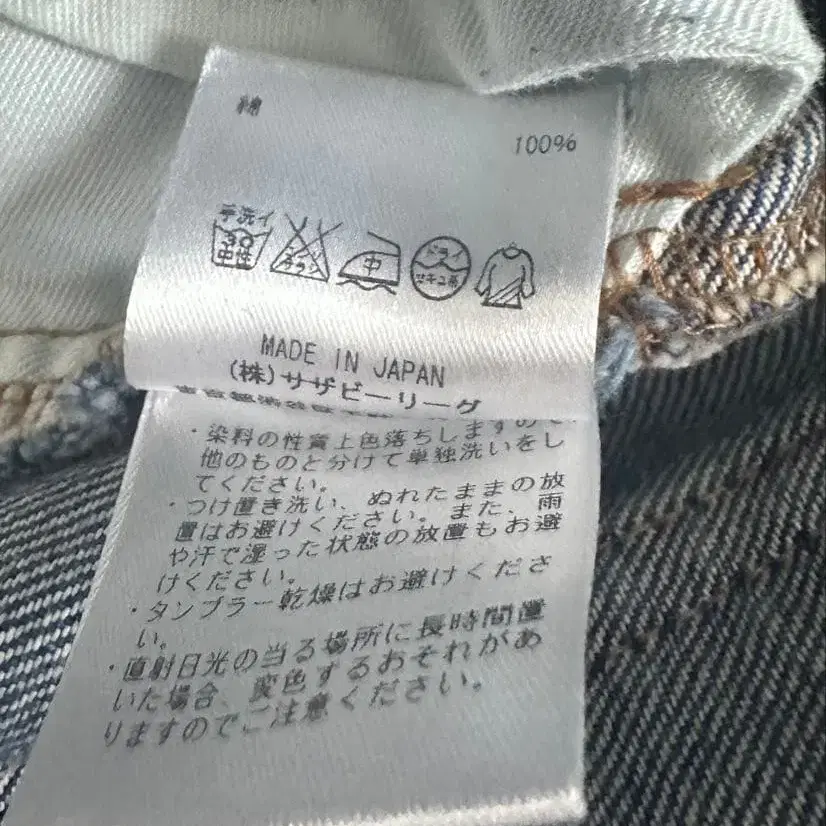 綿
100%
手洗イ
30
中性
エンソ
サラシ
中
ドライ
セキユ系
MADE IN JAPAN
(株)サザビーリーグ
・染料の性質上色落ちしますので
他のものと分けて単独洗いをし
てください。
・つけ置き洗い、ぬれたままの放
置はお避けください。また、雨
や汗で湿った状態の放置もお避
けください。
・タンブラー乾燥はお避けくださ
い。
・直射日光の当る場所に長時間置
いた場合、変色するおそれがあ
りますのでご注意ください。